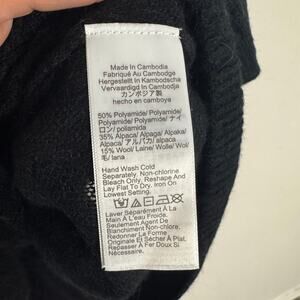 Made In Cambodia
Fabriqué Au Cambodge
Hergestellt In Kambodscha
Vervaardigd In Cambodja
カンボジア製
hecho en camboya
50% Polyamide/Polyamide/
Polyamide/Polyamide/ナイ
ロン/poliamida
35% Alpaca/Alpaga/Alpaka/
Alpaca/アルパカ/alpaca
15% Wool/Laine/Wolle/Wol/
毛/lana
Hand Wash Cold
Separately. Non-chlorine
Bleach Only. Reshape And
Lay Flat To Dry. Iron Low If
Needed.
Laver Séparément À La
Main À L'eau Froide.
Agent De Blanchiment
Non-Chloré Seulement.
Redonner La Forme
Originale Et Sécher À Plat.
Repasser À Fer Doux Si
Nécessaire.